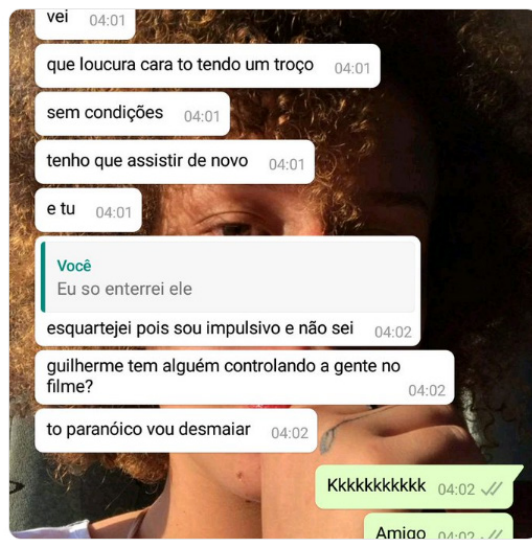 vei 04:01
que loucura cara to tendo um troço 04:01
sem condições 04:01
tenho que assistir de novo 04:01
e tu 04:01
Você
Eu so enterrei ele
esquartejei pois sou impulsivo e não sei 04:02
guilherme tem alguém controlando a gente no
filme? 04:02
to paranóico vou desmaiar 04:02
Kkkkkkkkkkk 04:02
Amigo 04:02